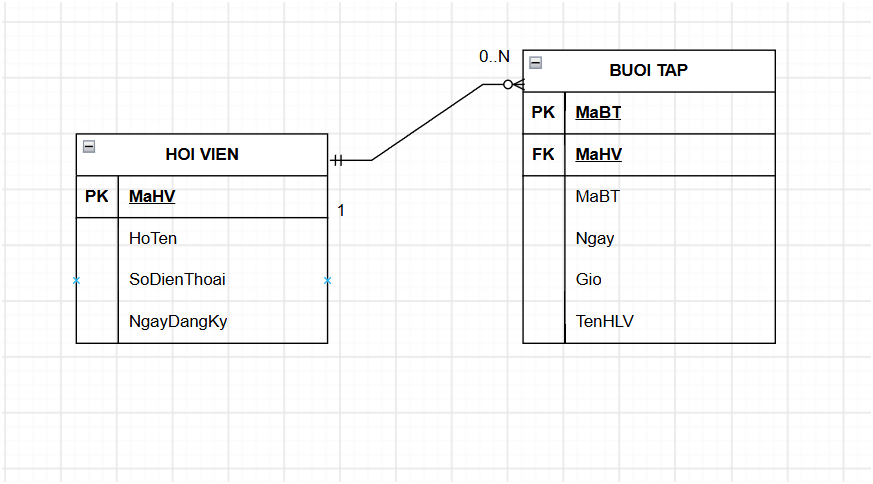 0..N
BUOI TAP
PK MaBT
FK MaHV
MaBT
Ngay
Gio
TenHLV
HOI VIEN
PK MaHV
HoTen
SoDienThoai
NgayDangKy
1